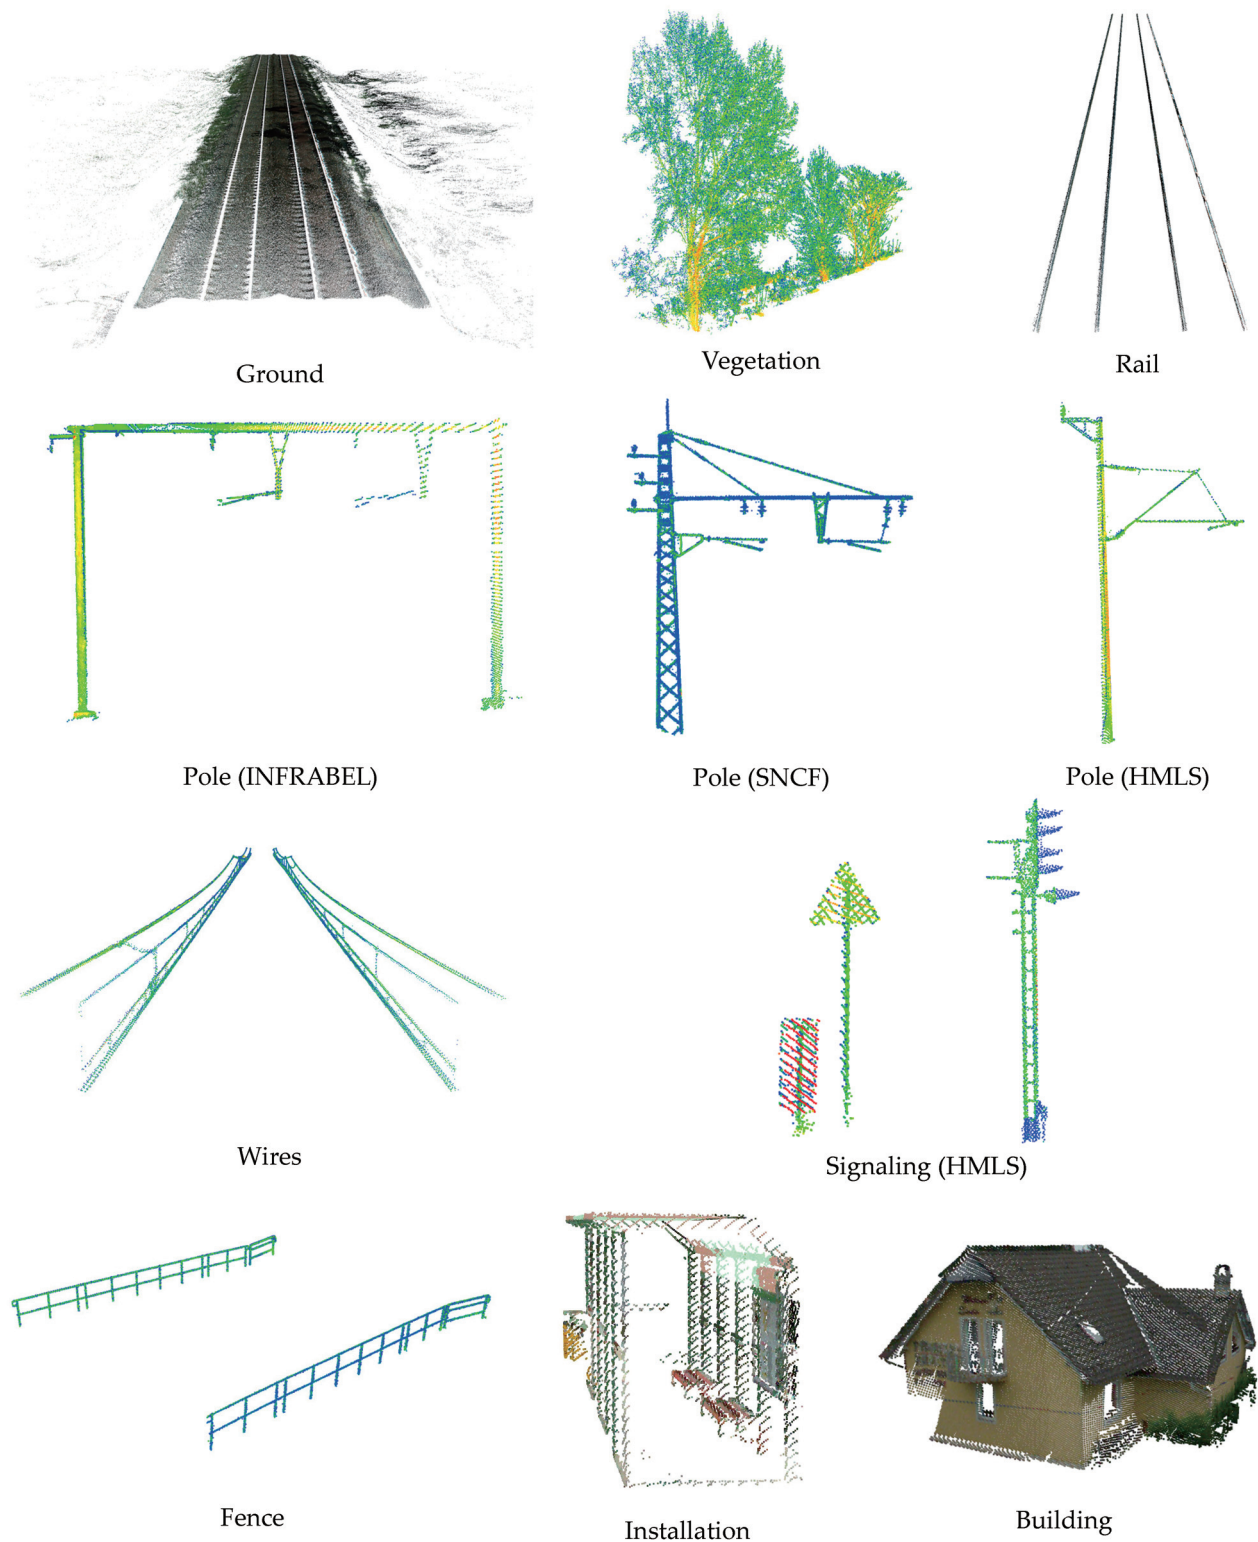 Ground
Vegetation
Rail
Pole (INFRABEL)
Pole (SNCF)
Pole (HMLS)
Wires
Signaling (HMLS)
Fence
Installation
Building